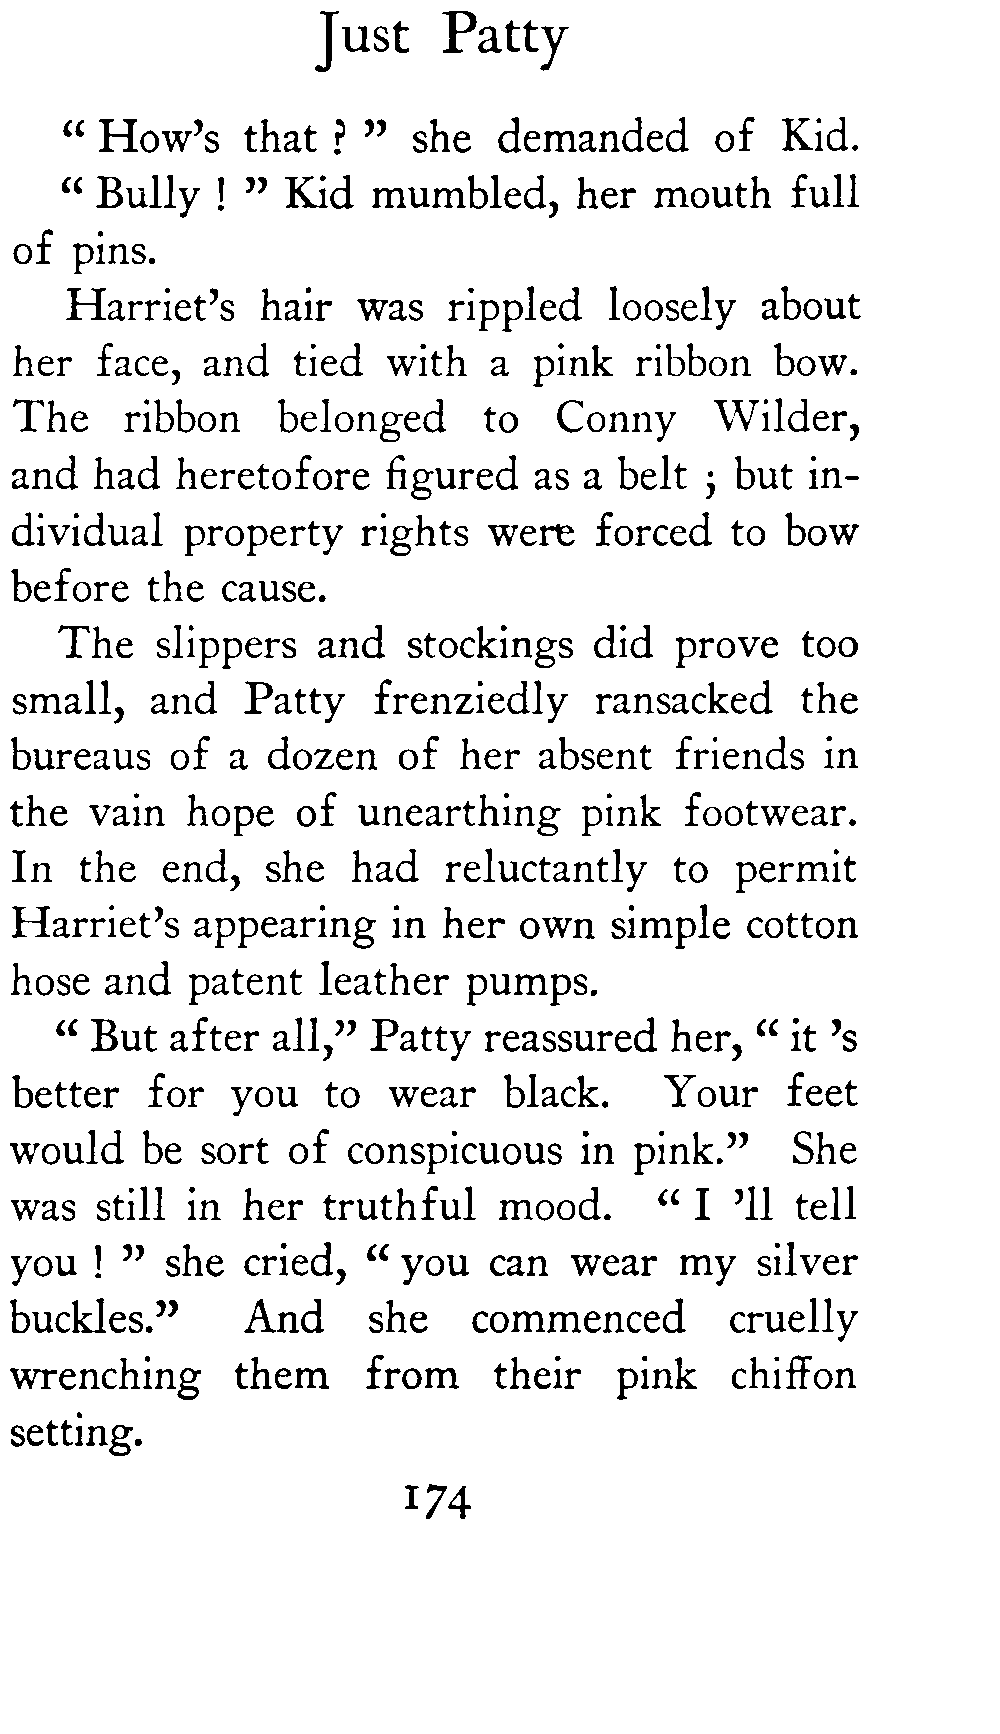 Just Patty
“ How’s that ? ” she demanded of Kid.
“ Bully ! ” Kid mumbled, her mouth full
of pins.
Harriet’s hair was rippled loosely about
her face, and tied with a pink ribbon bow.
The ribbon belonged to Conny Wilder,
and had heretofore figured as a belt ; but in-
dividual property rights were forced to bow
before the cause.
The slippers and stockings did prove too
small, and Patty frenziedly ransacked the
bureaus of a dozen of her absent friends in
the vain hope of unearthing pink footwear.
In the end, she had reluctantly to permit
Harriet’s appearing in her own simple cotton
hose and patent leather pumps.
“ But after all,” Patty reassured her, “ it ’s
better for you to wear black. Your feet
would be sort of conspicuous in pink.” She
was still in her truthful mood. “ I ’ll tell
you ! ” she cried, “ you can wear my silver
buckles.” And she commenced cruelly
wrenching them from their pink chiffon
setting.
174